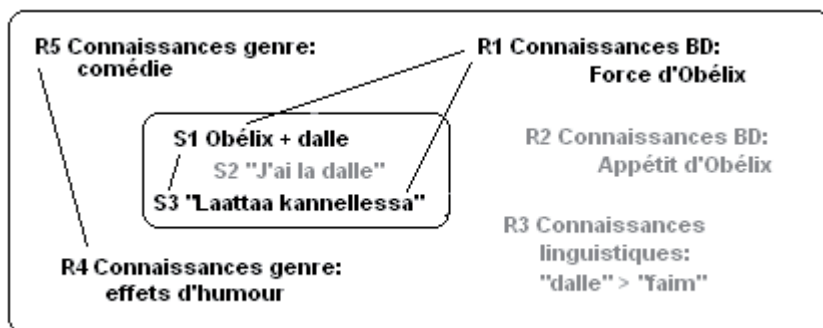 R5 Connaissances genre:
comédie
R1 Connaissances BD:
Force d'Obélix
S1 Obélix + dalle
S2 "J'ai la dalle"
S3 "Laattaa kannellessa"
R2 Connaissances BD:
Appétit d'Obélix
R3 Connaissances
linguistiques:
"dalle" > "faim"
R4 Connaissances genre:
effets d'humour